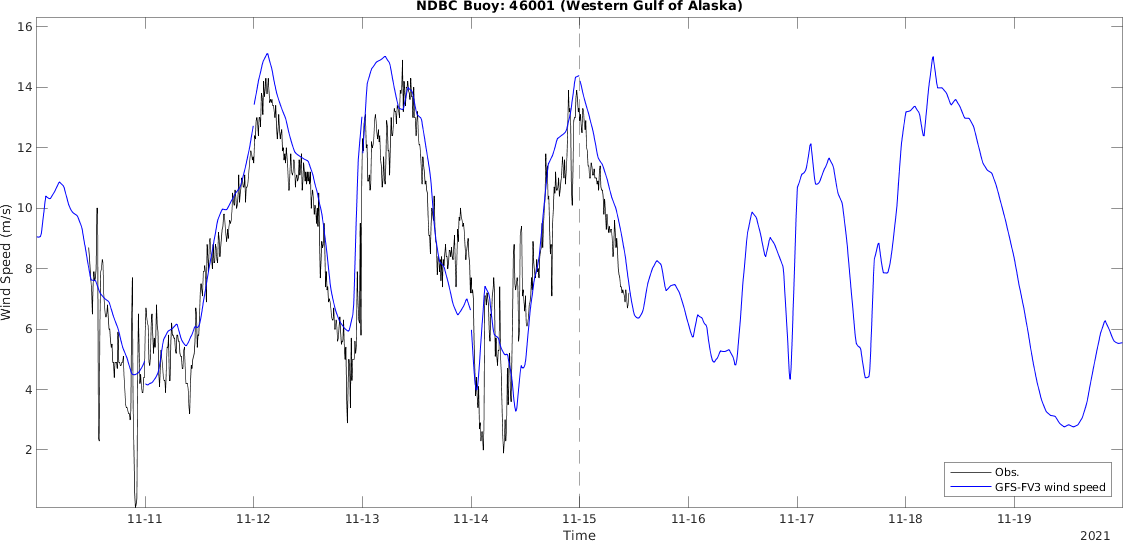 NDBC Buoy: 46001 (Western Gulf of Alaska)
16
14
12
10
8
6
4
2
Wind Speed (m/s)
Obs.
GFS-FV3 wind speed
11-11 11-12 11-13 11-14 11-15 11-16 11-17 11-18 11-19
Time
2021